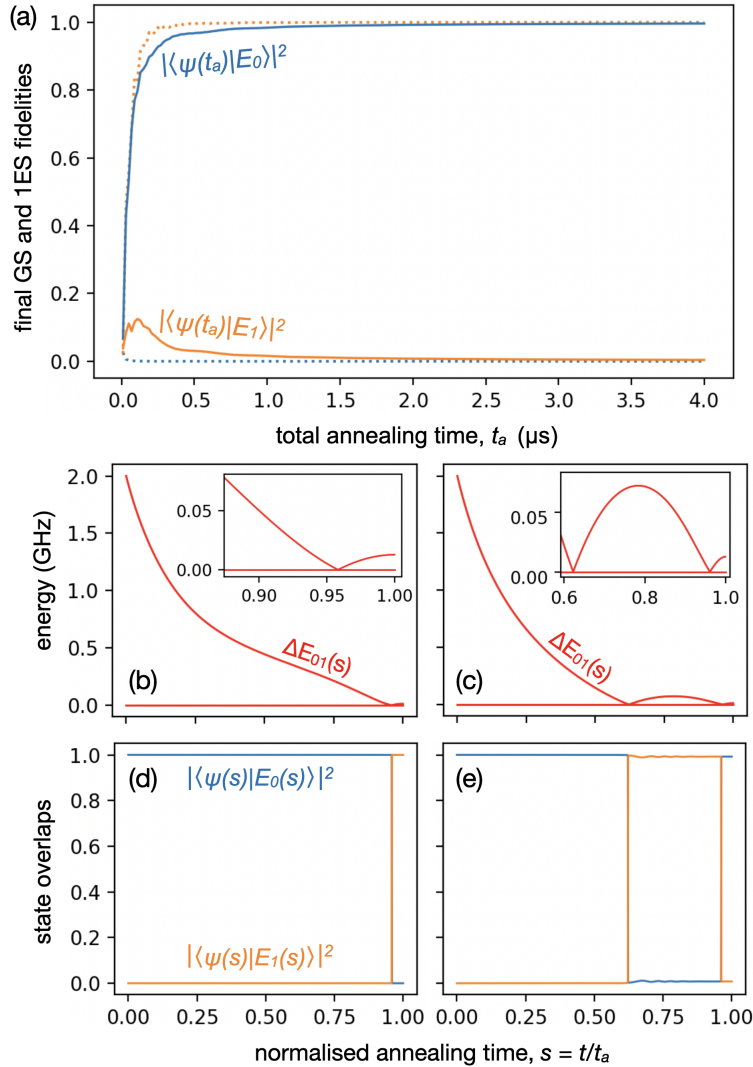 (a)
1.0
0.8
0.6
0.4
0.2
0.0
final GS and 1ES fidelities
|⟨ψ(tₐ)|E₀⟩|²
|⟨ψ(tₐ)|E₁⟩|²
0.0 0.5 1.0 1.5 2.0 2.5 3.0 3.5 4.0
total annealing time, tₐ (μs)
2.0
1.5
1.0
0.5
0.0
energy (GHz)
0.05
0.00
0.90 0.95 1.00
ΔE₀₁(s)
(b)
0.05
0.00
0.6 0.8 1.0
ΔE₀₁(s)
(c)
1.0
0.8
0.6
0.4
0.2
0.0
state overlaps
(d)
|⟨ψ(s)|E₀(s)⟩|²
|⟨ψ(s)|E₁(s)⟩|²
0.00 0.25 0.50 0.75 1.00
(e)
0.00 0.25 0.50 0.75 1.00
normalised annealing time, s = t/tₐ